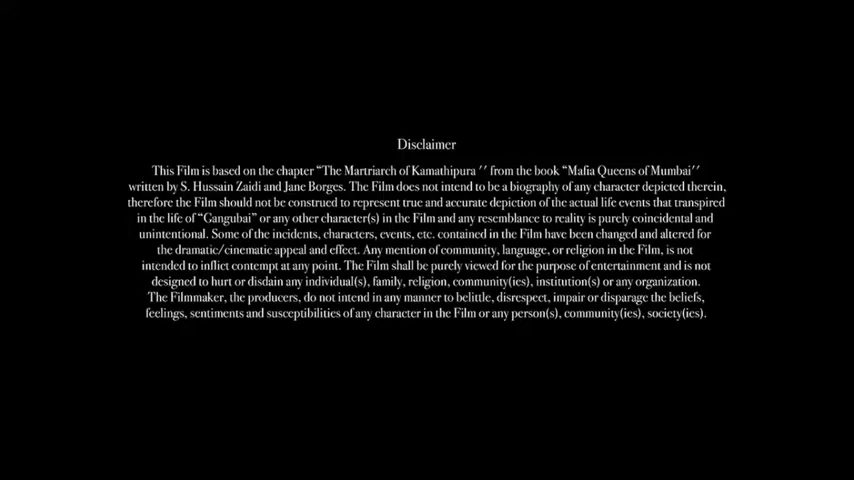 Disclaimer
This Film is based on the chapter “The Martriarch of Kamathipura ′′ from the book “Mafia Queens of Mumbai′′
written by S. Hussain Zaidi and Jane Borges. The Film does not intend to be a biography of any character depicted therein,
therefore the Film should not be construed to represent true and accurate depiction of the actual life events that transpired
in the life of “Gangubai” or any other character(s) in the Film and any resemblance to reality is purely coincidental and
unintentional. Some of the incidents, characters, events, etc. contained in the Film have been changed and altered for
the dramatic/cinematic appeal and effect. Any mention of community, language, or religion in the Film, is not
intended to inflict contempt at any point. The Film shall be purely viewed for the purpose of entertainment and is not
designed to hurt or disdain any individual(s), family, religion, community(ies), institution(s) or any organization.
The Filmmaker, the producers, do not intend in any manner to belittle, disrespect, impair or disparage the beliefs,
feelings, sentiments and susceptibilities of any character in the Film or any person(s), community(ies), society(ies).